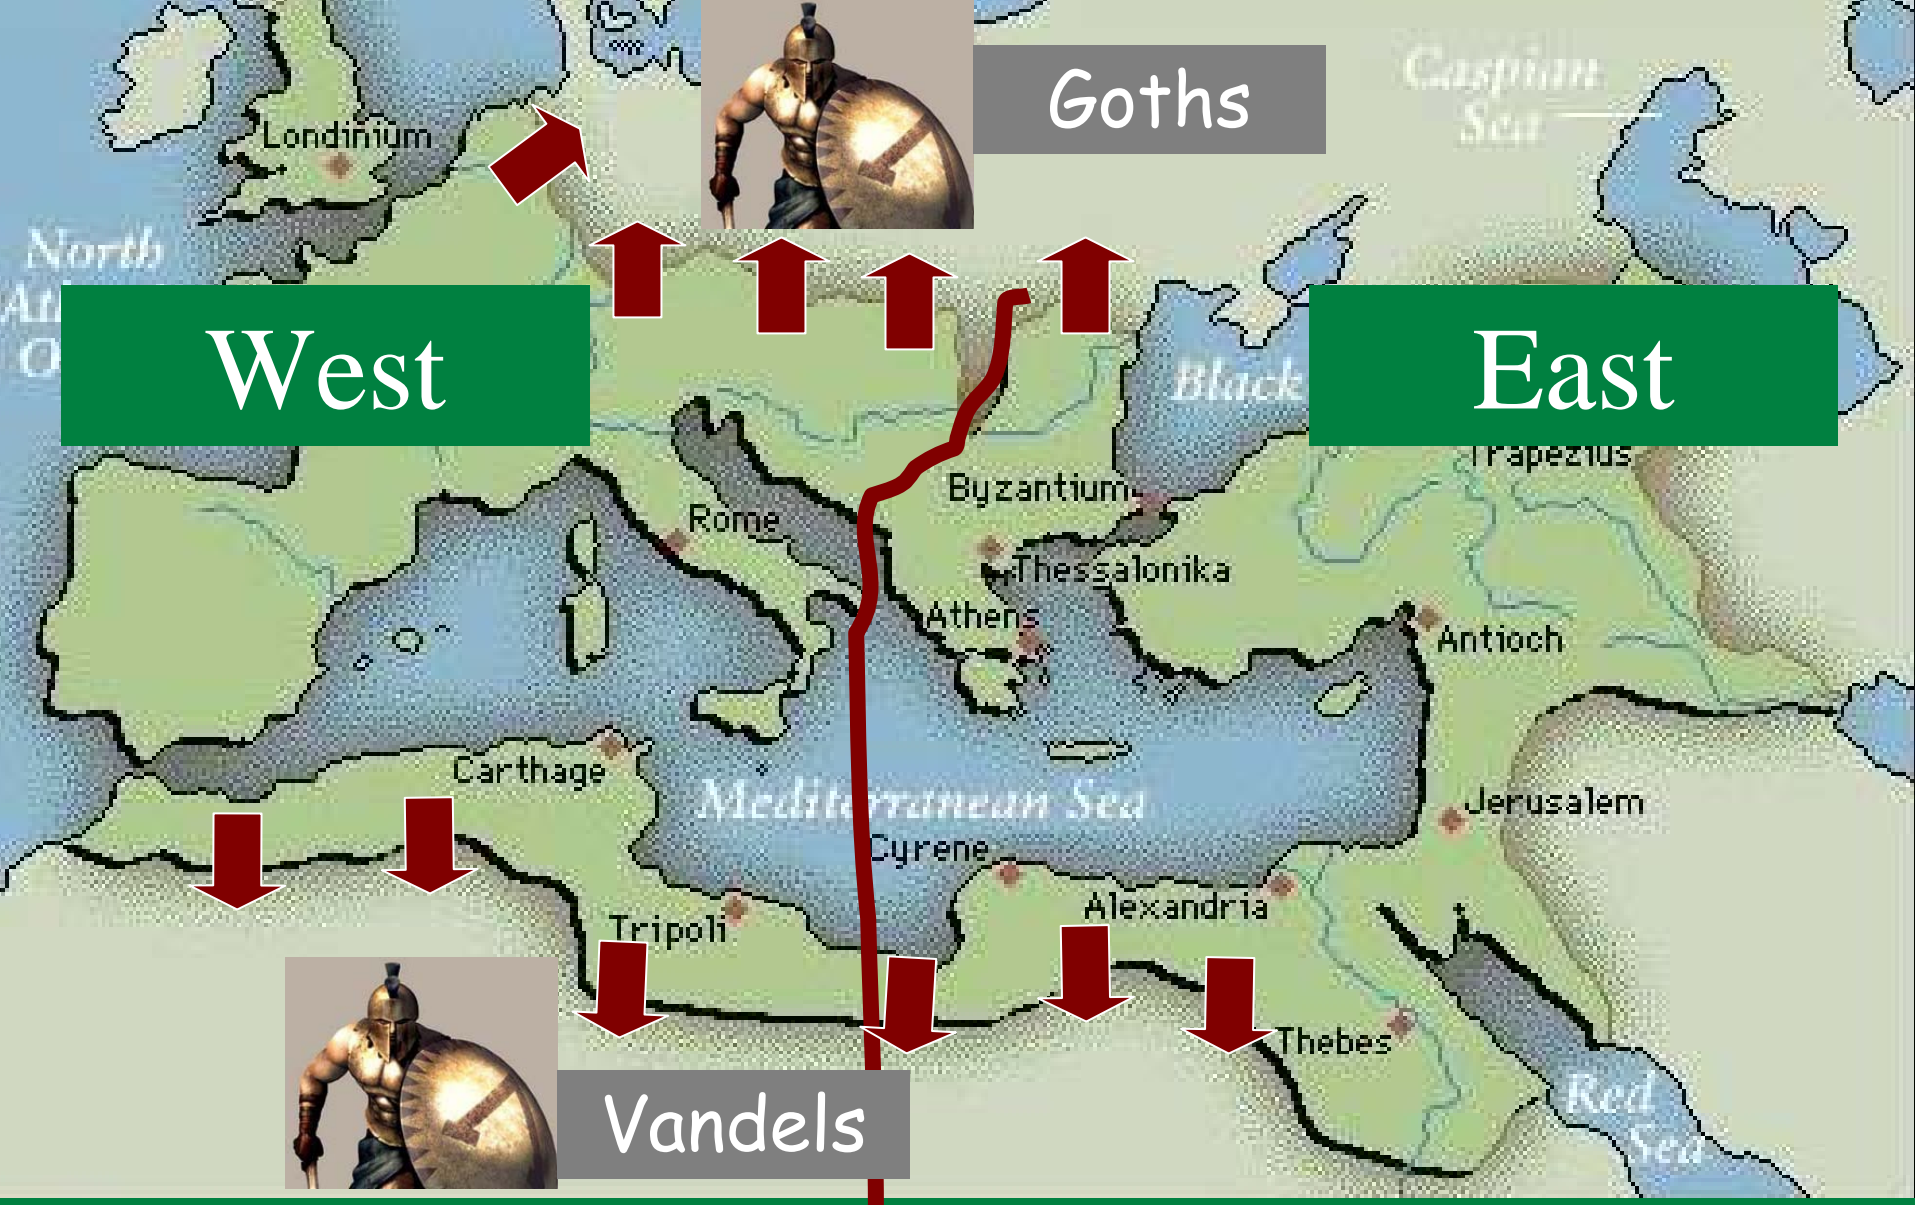 Goths
Caspian
Sea
Londinium
North
At
O
West
East
Black
Trapezius
Byzantium
Rome
Thessalonika
Athens
Antioch
Carthage
Mediterranean Sea
Jerusalem
Cyrene
Alexandria
Tripoli
Thebes
Vandels
Red
Sea